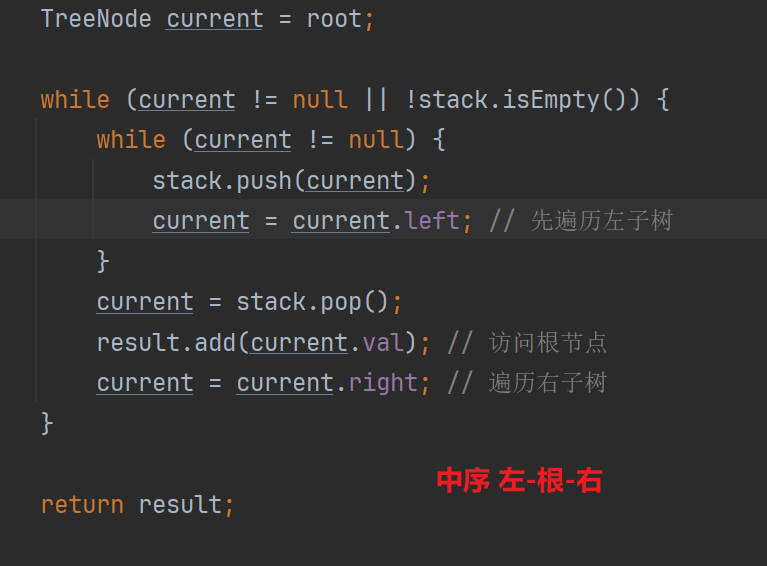 TreeNode current = root;
while (current != null || !stack.isEmpty()) {
while (current != null) {
stack.push(current);
current = current.left; // 先遍历左子树
}
current = stack.pop();
result.add(current.val); // 访问根节点
current = current.right; // 遍历右子树
}
中序 左-根-右
return result;